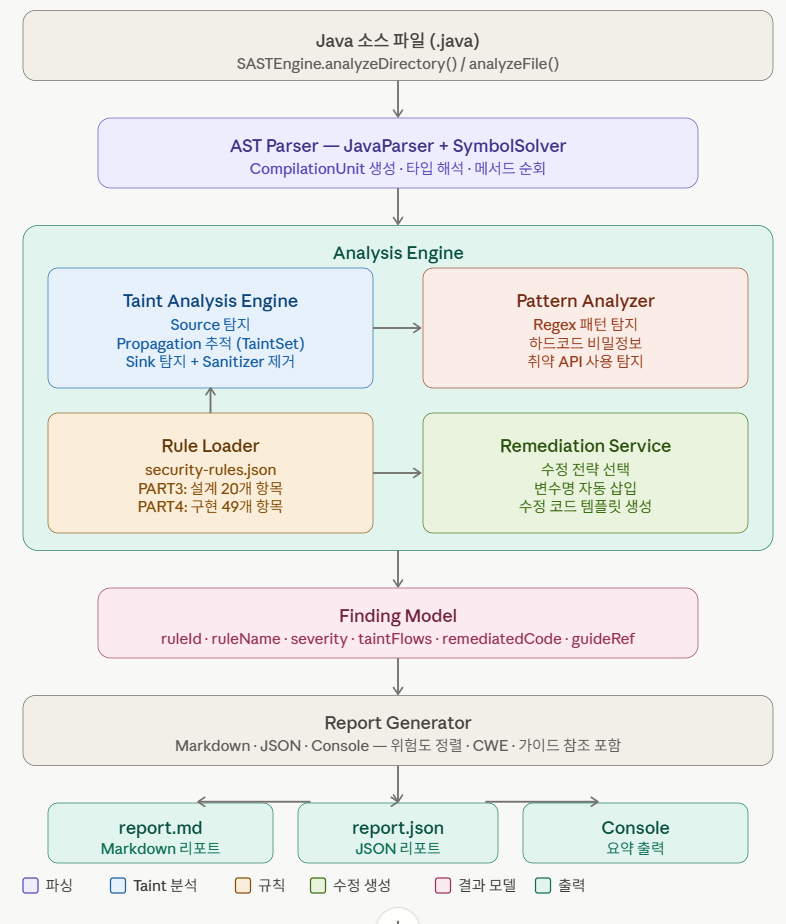 Java 소스 파일 (.java)
SASTEngine.analyzeDirectory() / analyzeFile()
AST Parser — JavaParser + SymbolSolver
CompilationUnit 생성 · 타입 해석 · 메서드 순회
Analysis Engine
Taint Analysis Engine
Source 탐지
Propagation 추적 (TaintSet)
Sink 탐지 + Sanitizer 제거
Pattern Analyzer
Regex 패턴 탐지
하드코드 비밀정보
취약 API 사용 탐지
Rule Loader
security-rules.json
PART3: 설계 20개 항목
PART4: 구현 49개 항목
Remediation Service
수정 전략 선택
변수명 자동 삽입
수정 코드 템플릿 생성
Finding Model
ruleId · ruleName · severity · taintFlows · remediatedCode · guideRef
Report Generator
Markdown · JSON · Console — 위험도 정렬 · CWE · 가이드 참조 포함
report.md
Markdown 리포트
report.json
JSON 리포트
Console
요약 출력
파싱
Taint 분석
규칙
수정 생성
결과 모델
출력